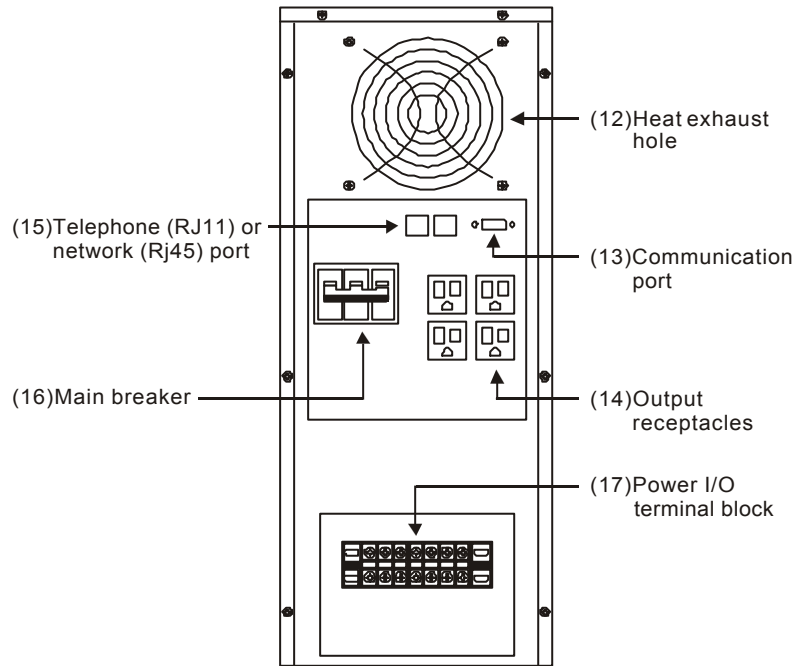 (12)Heat exhaust
hole
(15)Telephone (RJ11) or
network (Rj45) port
(13)Communication
port
(16)Main breaker
(14)Output
receptacles
(17)Power I/O
terminal block